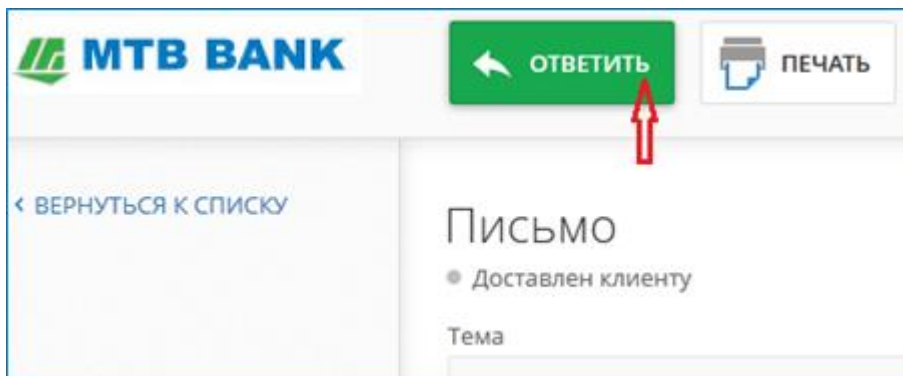 MTB BANK
ОТВЕТИТЬ
ПЕЧАТЬ
‹ ВЕРНУТЬСЯ К СПИСКУ
Письмо
Доставлен клиенту
Тема